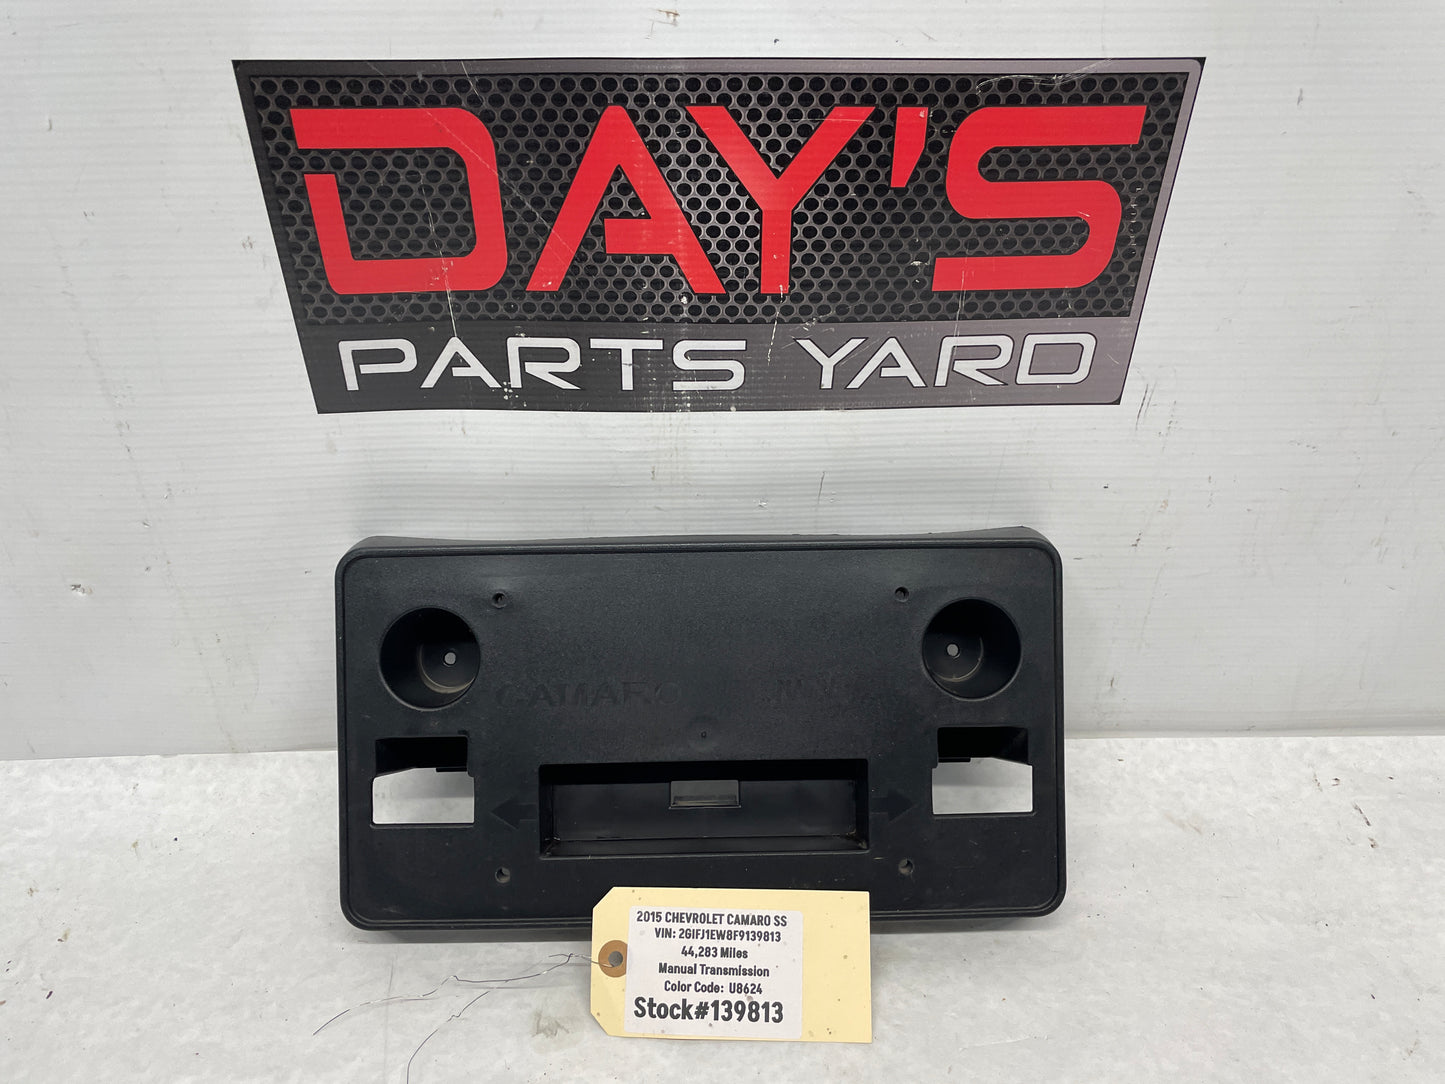 DAY'S
PARTS YARD
CAMARO
2015 CHEVROLET CAMARO SS
VIN: 2GIFJ1EW8F9139813
44,283 Miles
Manual Transmission
Color Code: U8624
Stock#139813